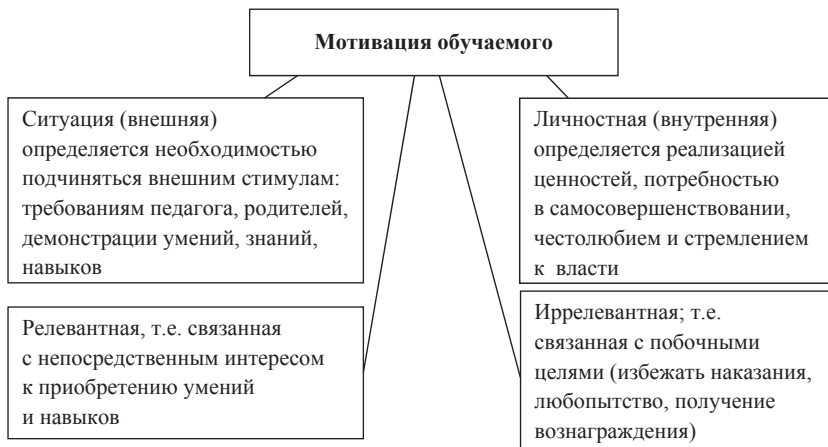 Мотивация обучаемого
Ситуация (внешняя)
определяется необходимостью
подчиняться внешним стимулам:
требованиям педагога, родителей,
демонстрации умений, знаний,
навыков
Личностная (внутренняя)
определяется реализацией
ценностей, потребностью
в самосовершенствовании,
честолюбием и стремлением
к власти
Релевантная, т.е. связанная
с непосредственным интересом
к приобретению умений
и навыков
Иррелевантная; т.е.
связанная с побочными
целями (избежать наказания,
любопытство, получение
вознаграждения)